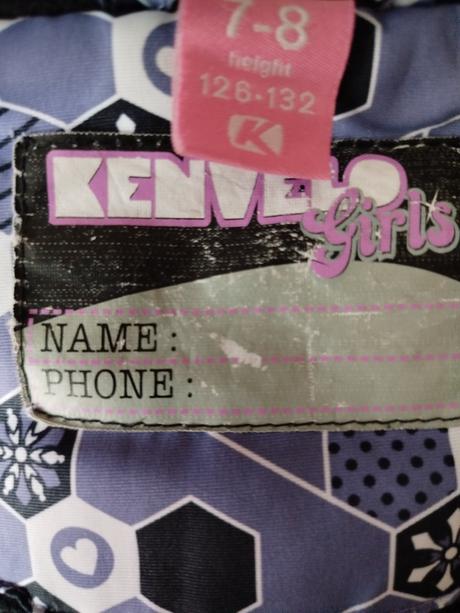 7-8
height
126-132
K
KENVELO
Girls
NAME :
PHONE :